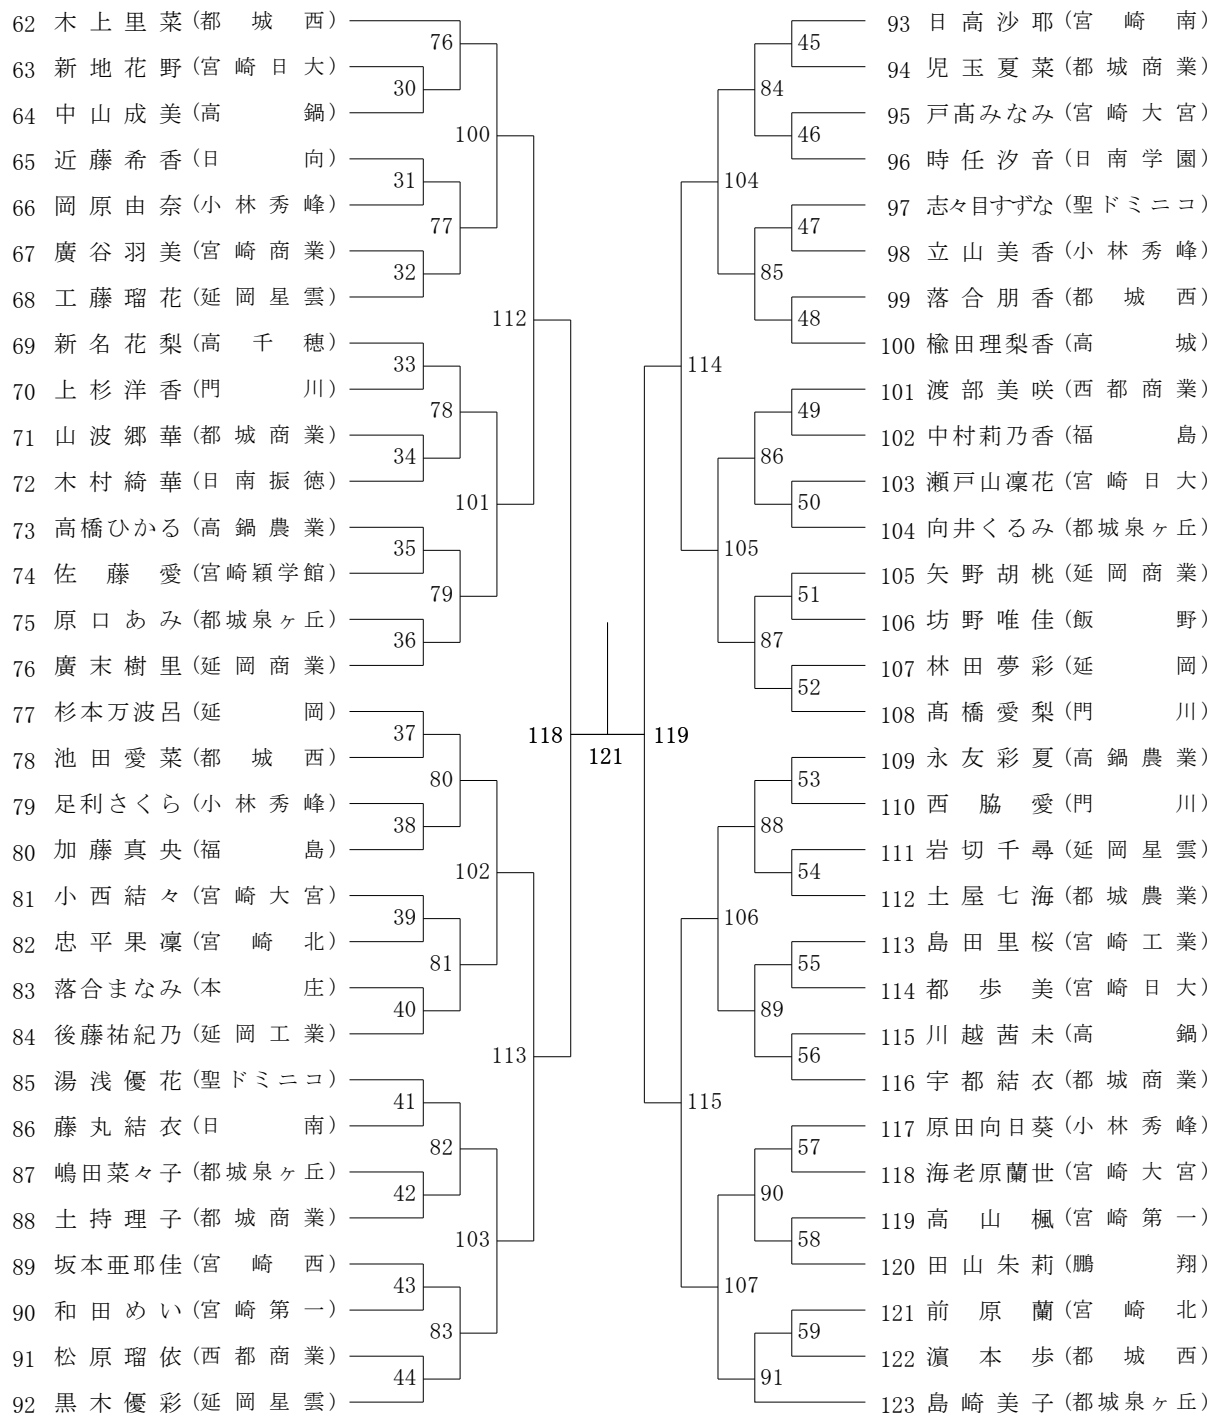 62 木上里菜 (都城西)
63 新地花野 (宮崎日大)
64 中山成美 (高鍋)
65 近藤希香 (日向)
66 岡原由奈 (小林秀峰)
67 廣谷羽美 (宮崎商業)
68 工藤瑠花 (延岡星雲)
69 新名花梨 (高千穂)
70 上杉洋香 (門川)
71 山波郷華 (都城商業)
72 木村綺華 (日南振徳)
73 高橋ひかる (高鍋農業)
74 佐藤愛 (宮崎穎学館)
75 原口あみ (都城泉ヶ丘)
76 廣末樹里 (延岡商業)
77 杉本万波呂 (延岡)
78 池田愛菜 (都城西)
79 足利さくら (小林秀峰)
80 加藤真央 (福島)
81 小西結々 (宮崎大宮)
82 忠平果凜 (宮崎北)
83 落合まなみ (本庄)
84 後藤祐紀乃 (延岡工業)
85 湯浅優花 (聖ドミニコ)
86 藤丸結衣 (日南)
87 嶋田菜々子 (都城泉ヶ丘)
88 土持理子 (都城商業)
89 坂本亜耶佳 (宮崎西)
90 和田めい (宮崎第一)
91 松原瑠依 (西都商業)
92 黒木優彩 (延岡星雲)
76
30
100
31
77
32
112
33
78
34
101
35
79
36
118
37
80
38
102
39
81
40
113
41
82
42
103
43
83
44
121
119
45
84
46
104
47
85
48
114
49
86
50
105
51
87
52
53
88
54
106
55
89
56
115
57
90
58
107
59
91
93 日高沙耶 (宮崎南)
94 児玉夏菜 (都城商業)
95 戸髙みなみ (宮崎大宮)
96 時任汐音 (日南学園)
97 志々目すずな (聖ドミニコ)
98 立山美香 (小林秀峰)
99 落合朋香 (都城西)
100 楡田理梨香 (高城)
101 渡部美咲 (西都商業)
102 中村莉乃香 (福島)
103 瀬戸山凜花 (宮崎日大)
104 向井くるみ (都城泉ヶ丘)
105 矢野胡桃 (延岡商業)
106 坊野唯佳 (飯野)
107 林田夢彩 (延岡)
108 髙橋愛梨 (門川)
109 永友彩夏 (高鍋農業)
110 西脇愛 (門川)
111 岩切千尋 (延岡星雲)
112 土屋七海 (都城農業)
113 島田里桜 (宮崎工業)
114 都歩美 (宮崎日大)
115 川越茜未 (高鍋)
116 宇都結衣 (都城商業)
117 原田向日葵 (小林秀峰)
118 海老原蘭世 (宮崎大宮)
119 高山楓 (宮崎第一)
120 田山朱莉 (鵬翔)
121 前原蘭 (宮崎北)
122 濵本歩 (都城西)
123 島崎美子 (都城泉ヶ丘)